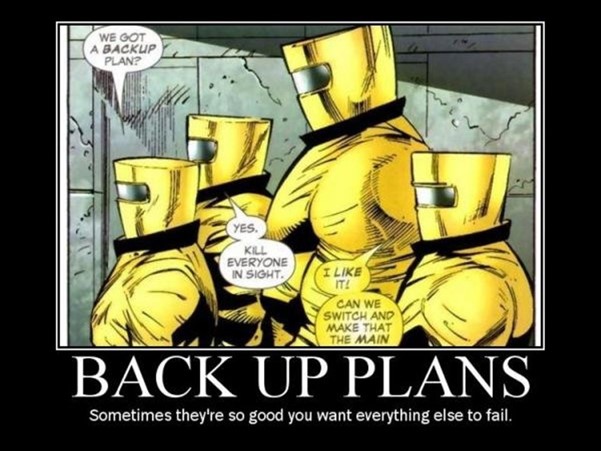 WE GOT
A BACKUP
PLAN?
YES.
KILL
EVERYONE
IN SIGHT.
I LIKE
IT!
CAN WE
SWITCH AND
MAKE THAT
THE MAIN
BACK UP PLANS
Sometimes they're so good you want everything else to fail.